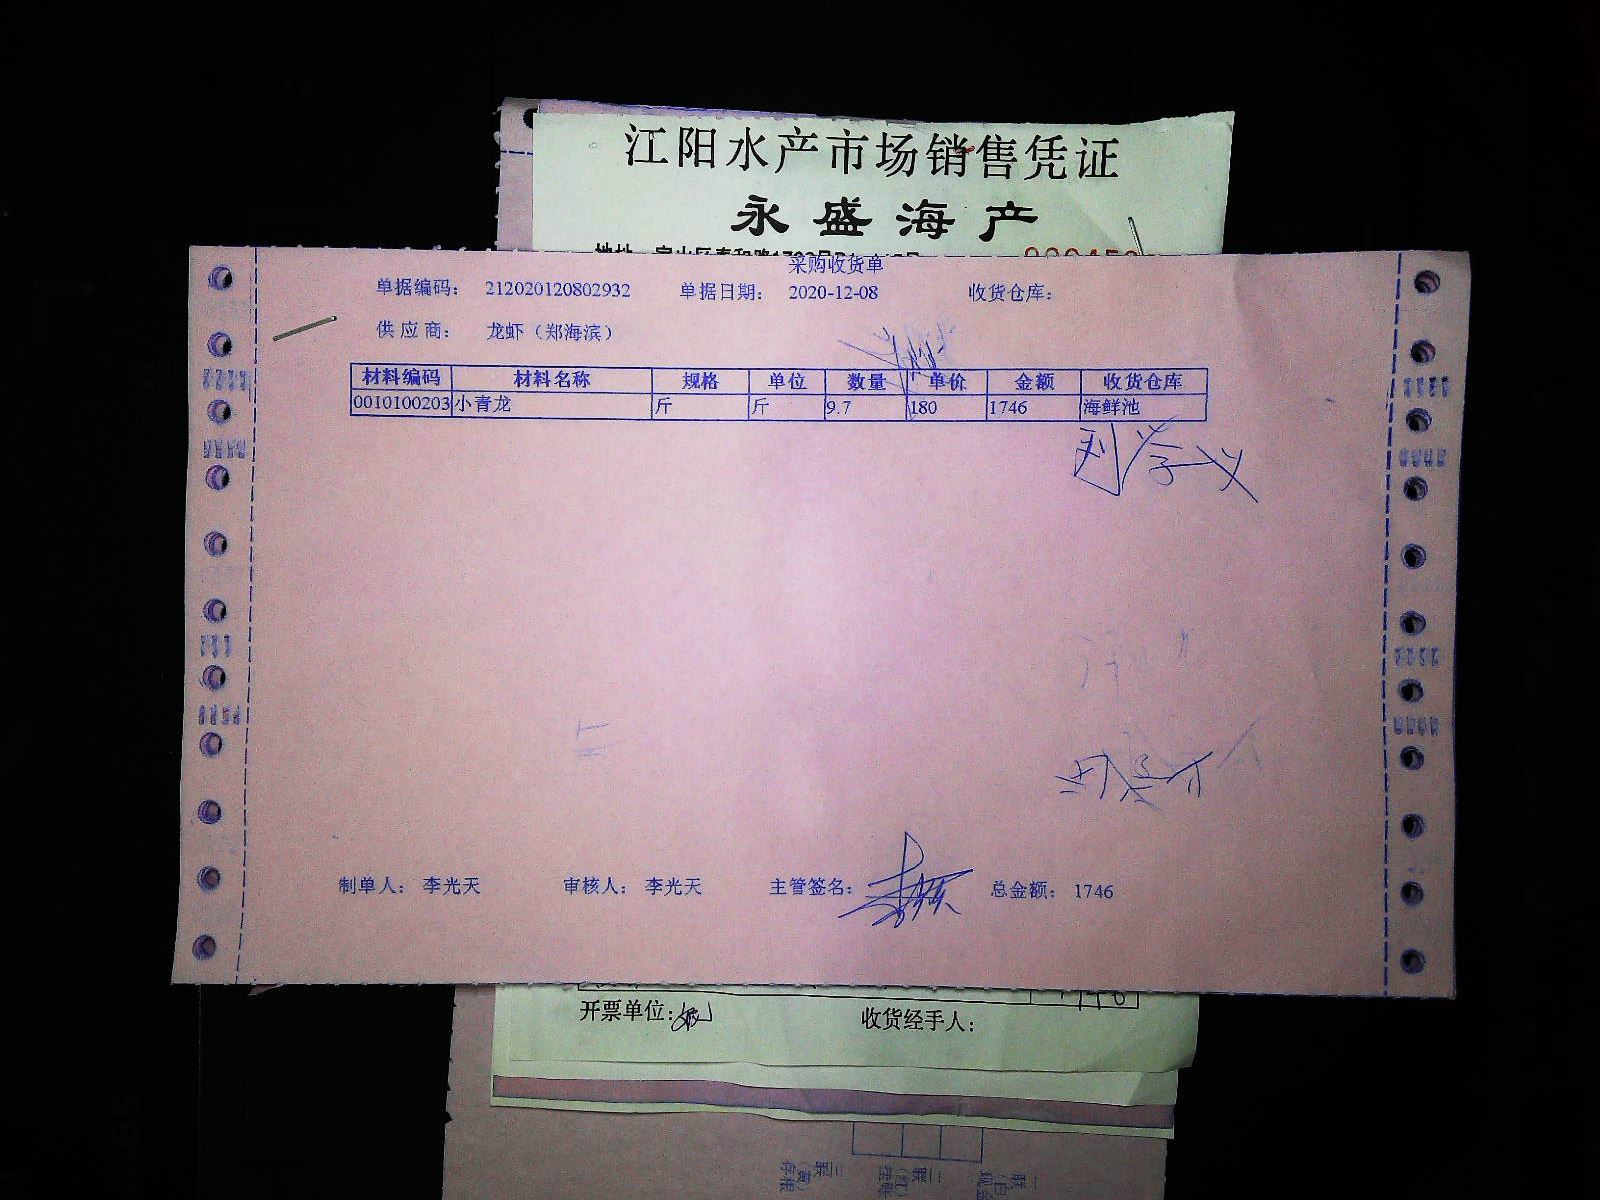 江阳水产市场销售凭证
永盛海产
采购收货单
单据编码: 212020120802932 单据日期: 2020-12-08 收货仓库:
供应商: 龙虾（郑海滨）
材料编码 材料名称 规格 单位 数量 单价 金额 收货仓库
0010100203 小青龙 斤 斤 9.7 180 1746 海鲜池
刘学义
制单人: 李光天 审核人: 李光天 主管签名: 总金额: 1746
开票单位: 收货经手人: